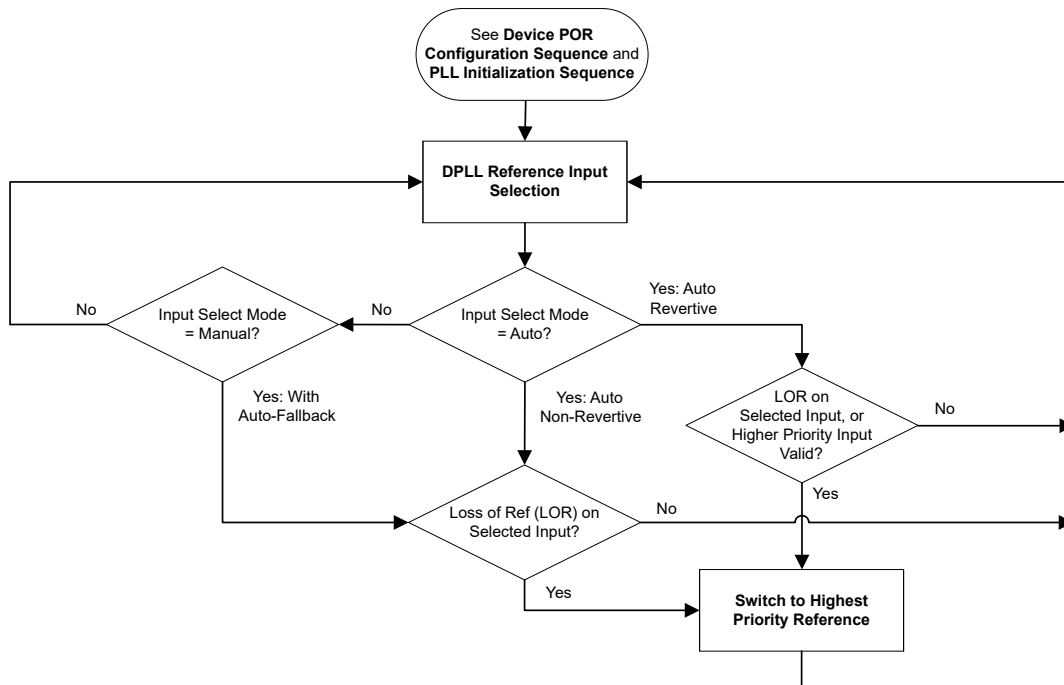 See Device POR
Configuration Sequence and
PLL Initialization Sequence
DPLL Reference Input
Selection
No
Input Select Mode
= Manual?
No
Input Select Mode
= Auto?
Yes: Auto
Revertive
Yes: With
Auto-Fallback
Yes: Auto
Non-Revertive
LOR on
Selected Input, or
Higher Priority Input
Valid?
No
Yes
Loss of Ref (LOR) on
Selected Input?
No
Yes
Switch to Highest
Priority Reference